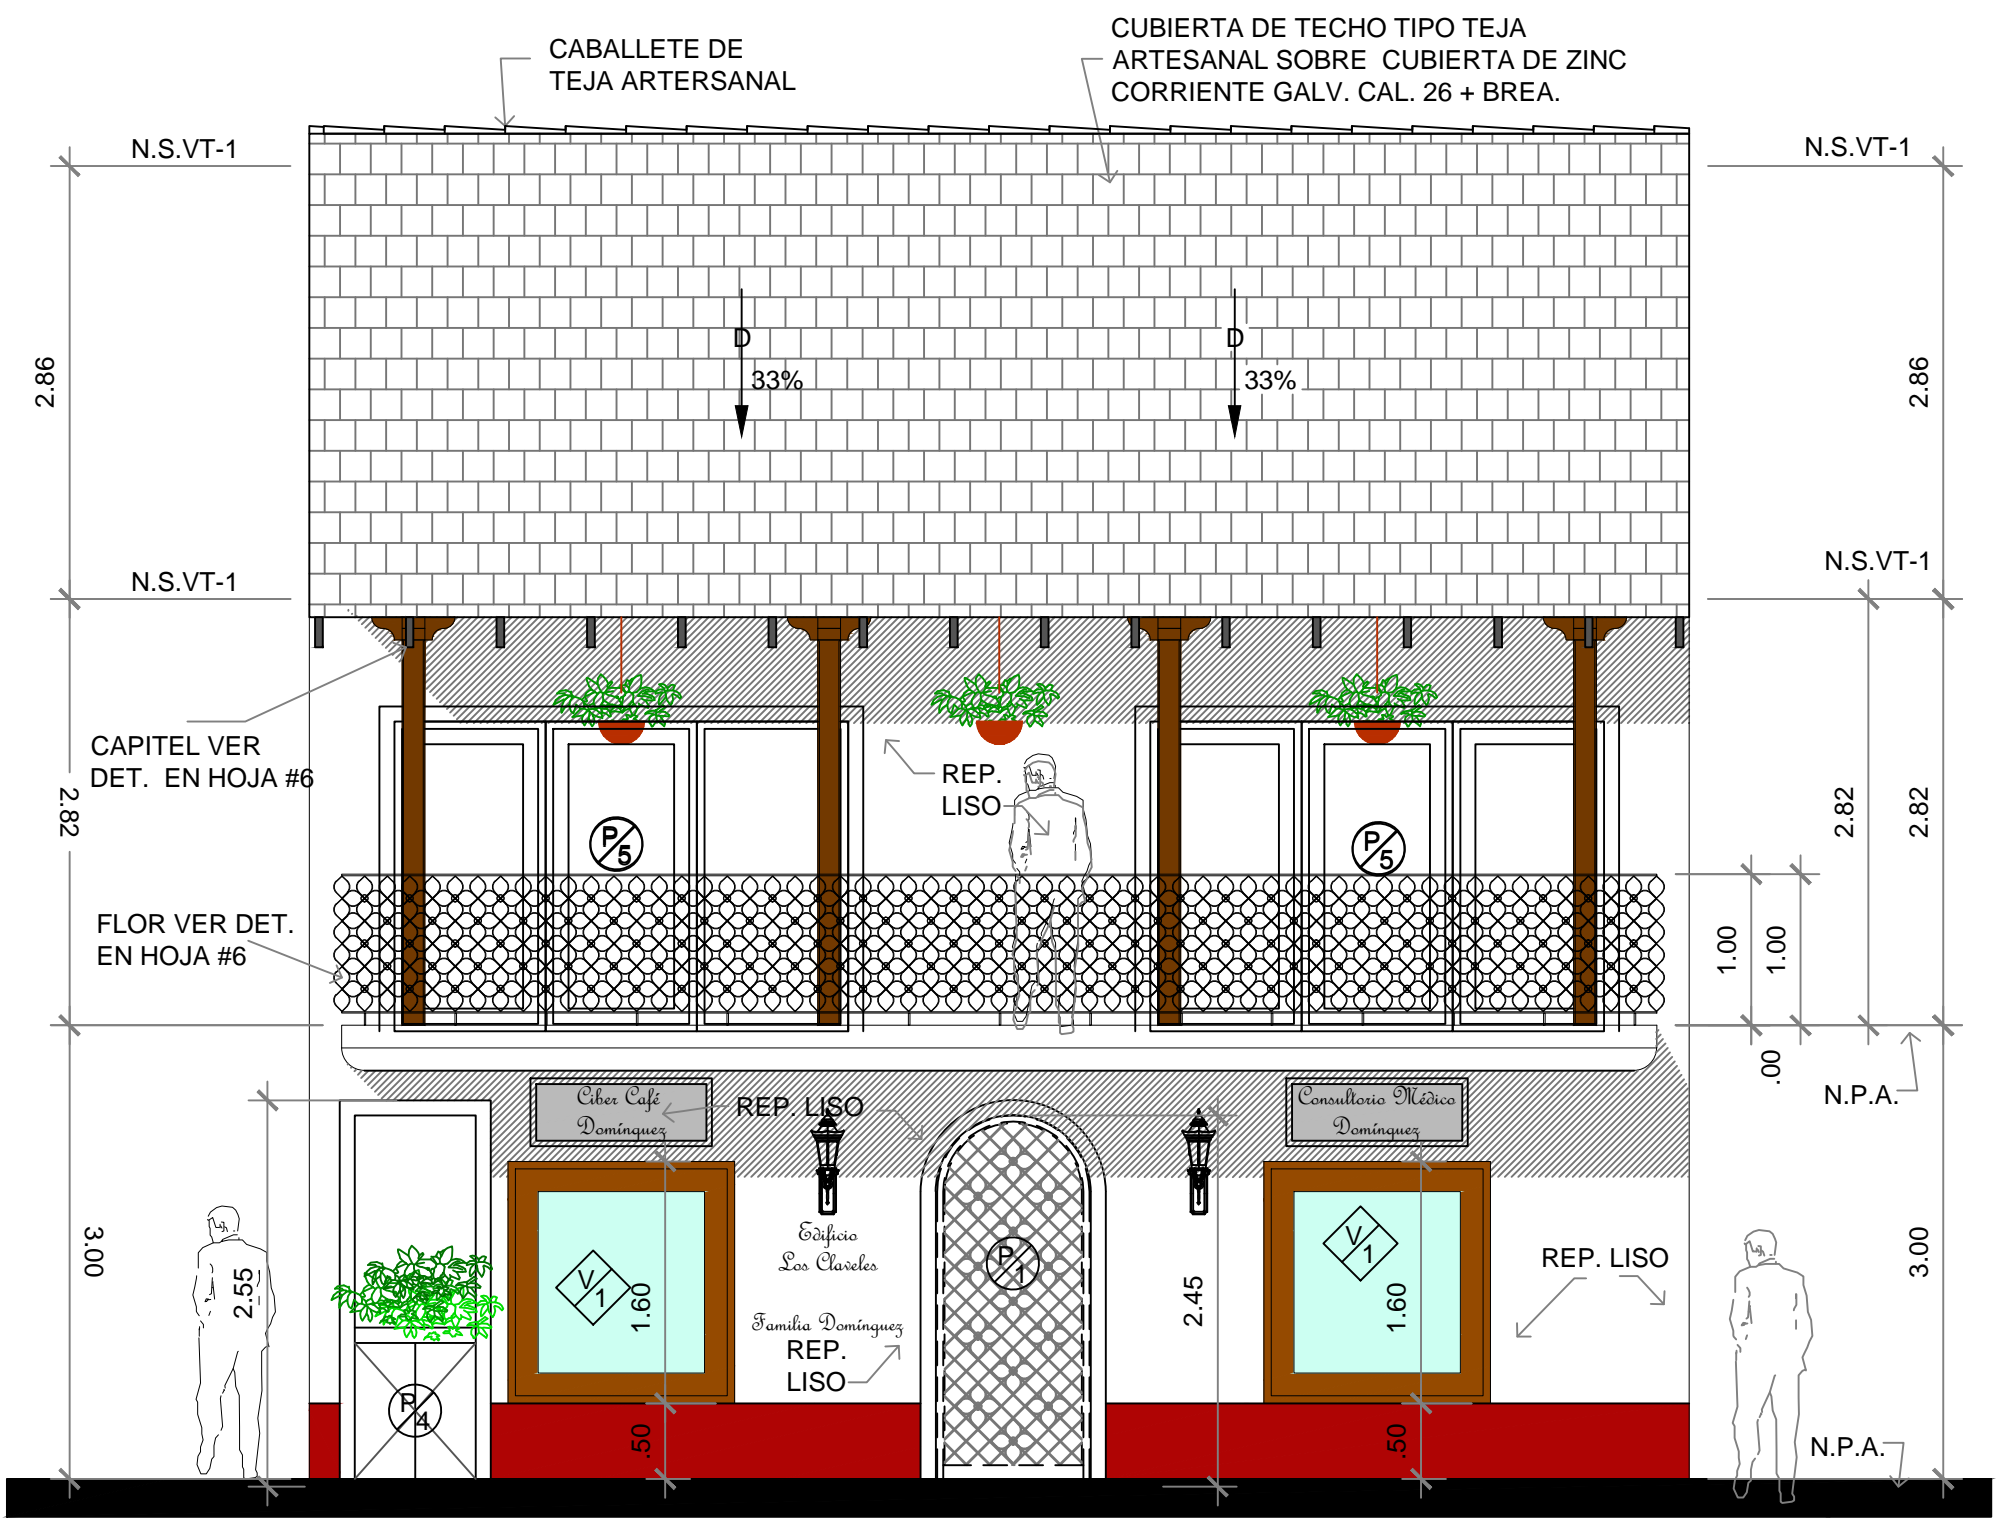 CABALLETE DE
TEJA ARTERSANAL
CUBIERTA DE TECHO TIPO TEJA
ARTESANAL SOBRE CUBIERTA DE ZINC
CORRIENTE GALV. CAL. 26 + BREA.
N.S.VT-1
N.S.VT-1
D
33%
D
33%
2.86
2.86
N.S.VT-1
N.S.VT-1
CAPITEL VER
DET. EN HOJA #6
REP.
LISO
2.82
2.82
2.82
P/5
P/5
FLOR VER DET.
EN HOJA #6
1.00
1.00
.00
N.P.A.
Ciber Café
Domínguez
REP. LISO
Consultorio Médico
Domínguez
3.00
2.55
V/1
1.60
Edificio
Los Claveles
Familia Domínguez
REP.
LISO
P/1
2.45
V/1
1.60
REP. LISO
3.00
P/4
.50
.50
N.P.A.